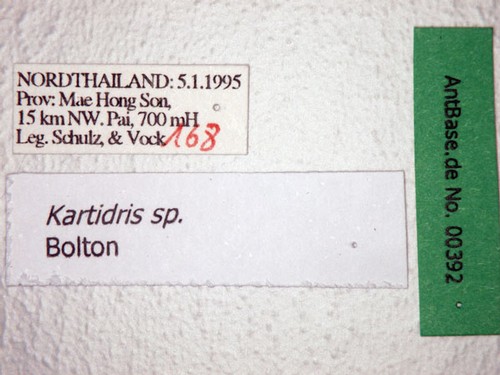 NORDTHAILAND: 5.1.1995
Prov: Mae Hong Son,
15 km NW. Pai, 700 mH
Leg. Schulz, & Vock 168
Kartidris sp.
Bolton
AntBase.de No. 00392